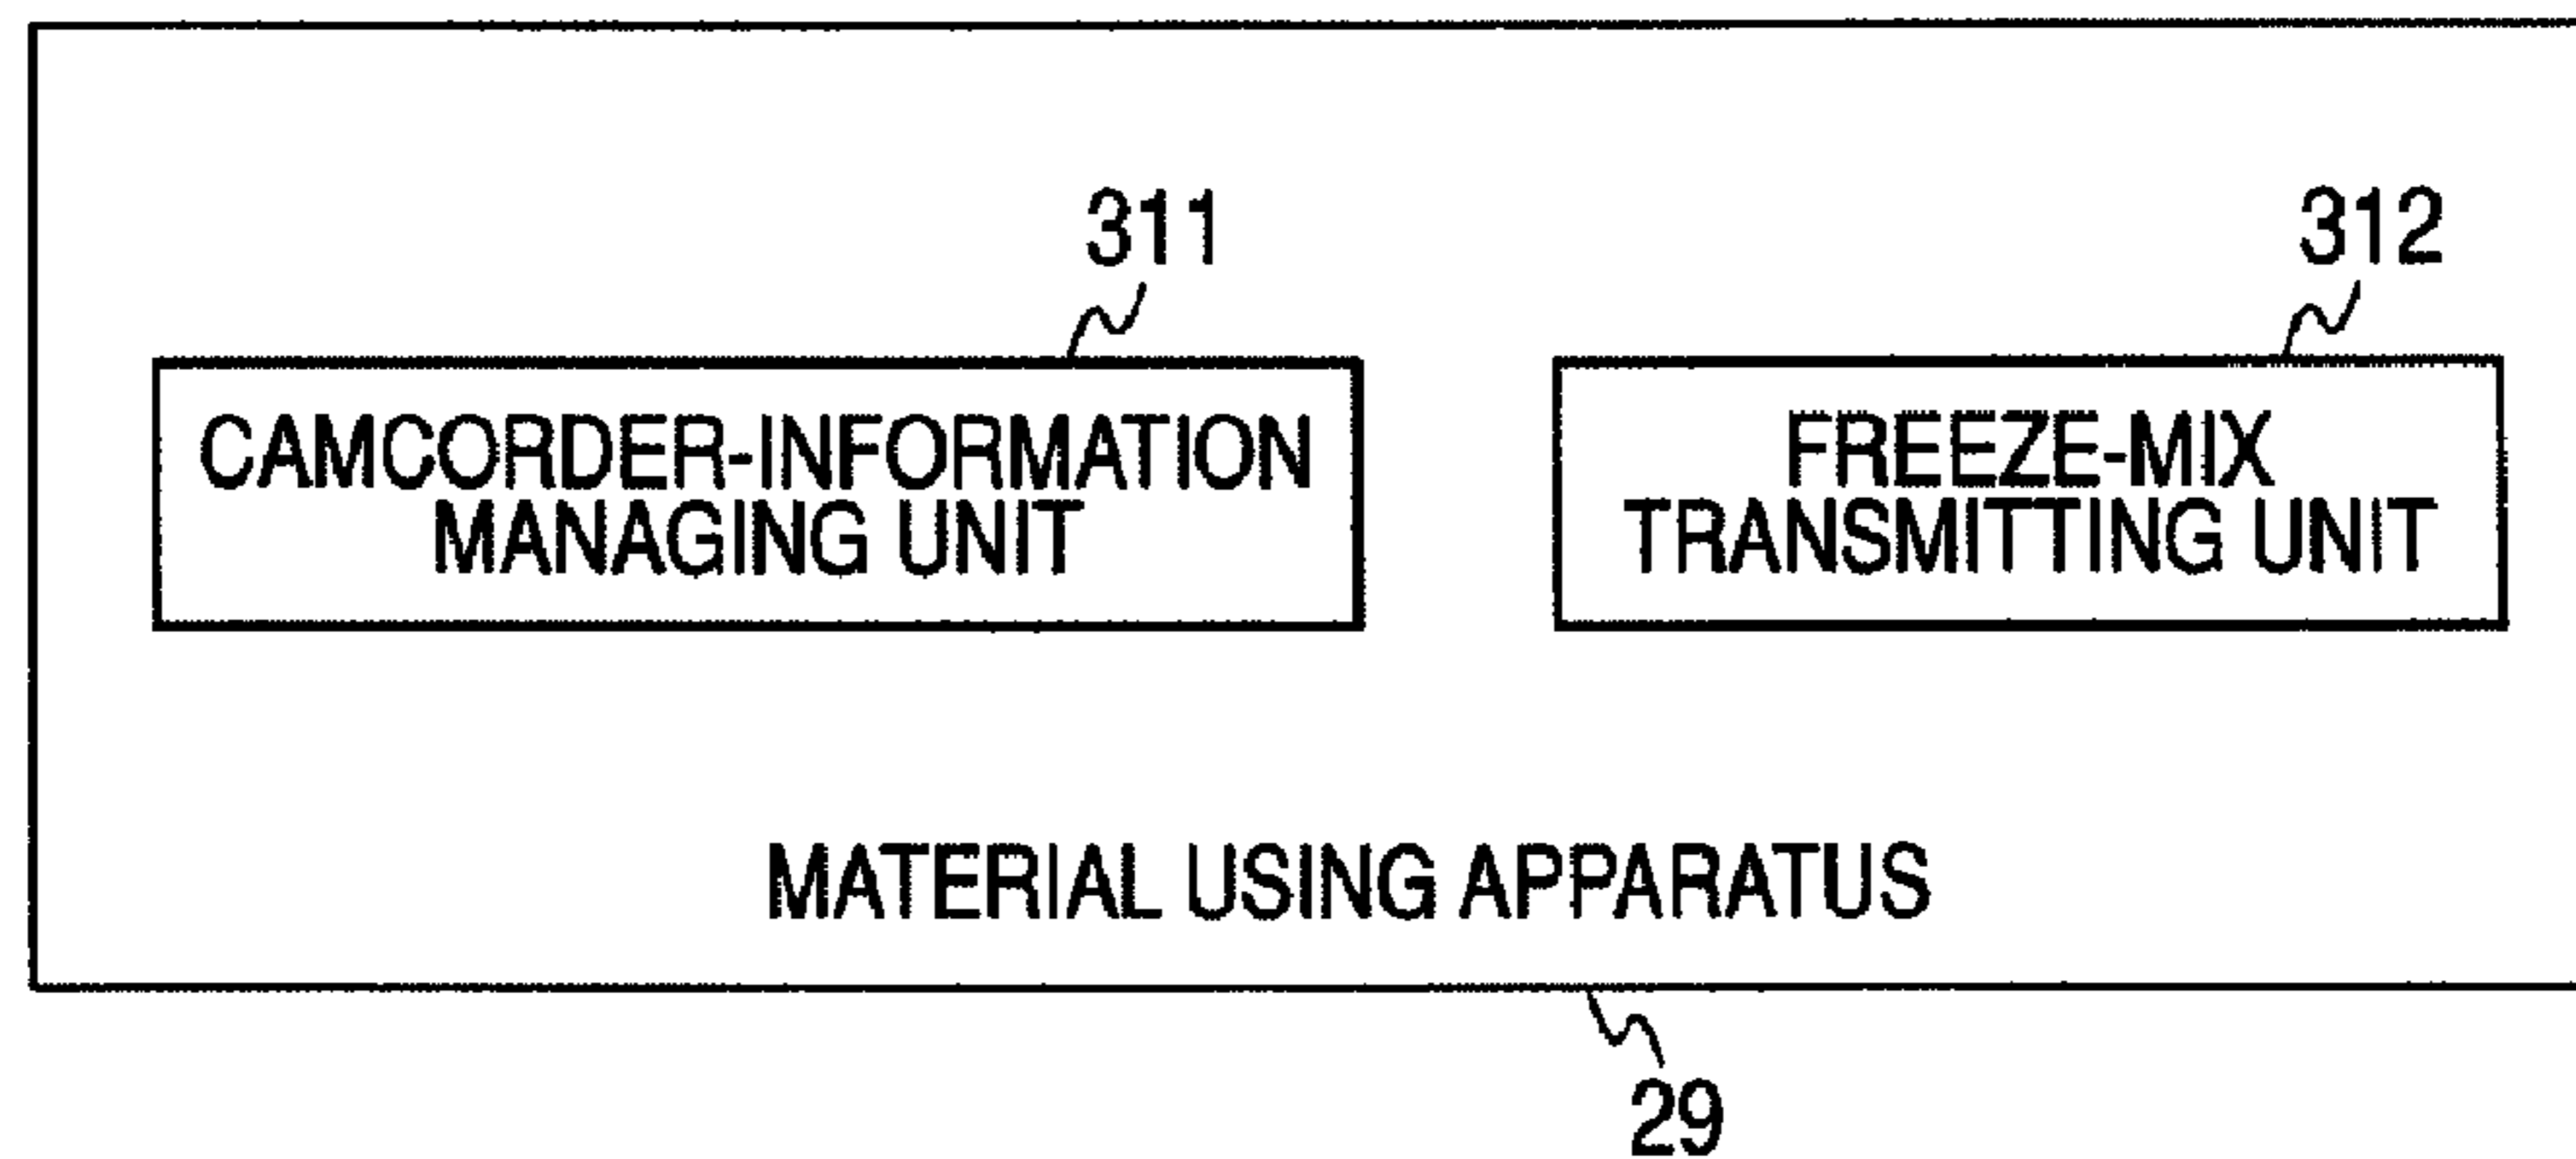 311
312
CAMCORDER-INFORMATION
MANAGING UNIT
FREEZE-MIX
TRANSMITTING UNIT
MATERIAL USING APPARATUS
29